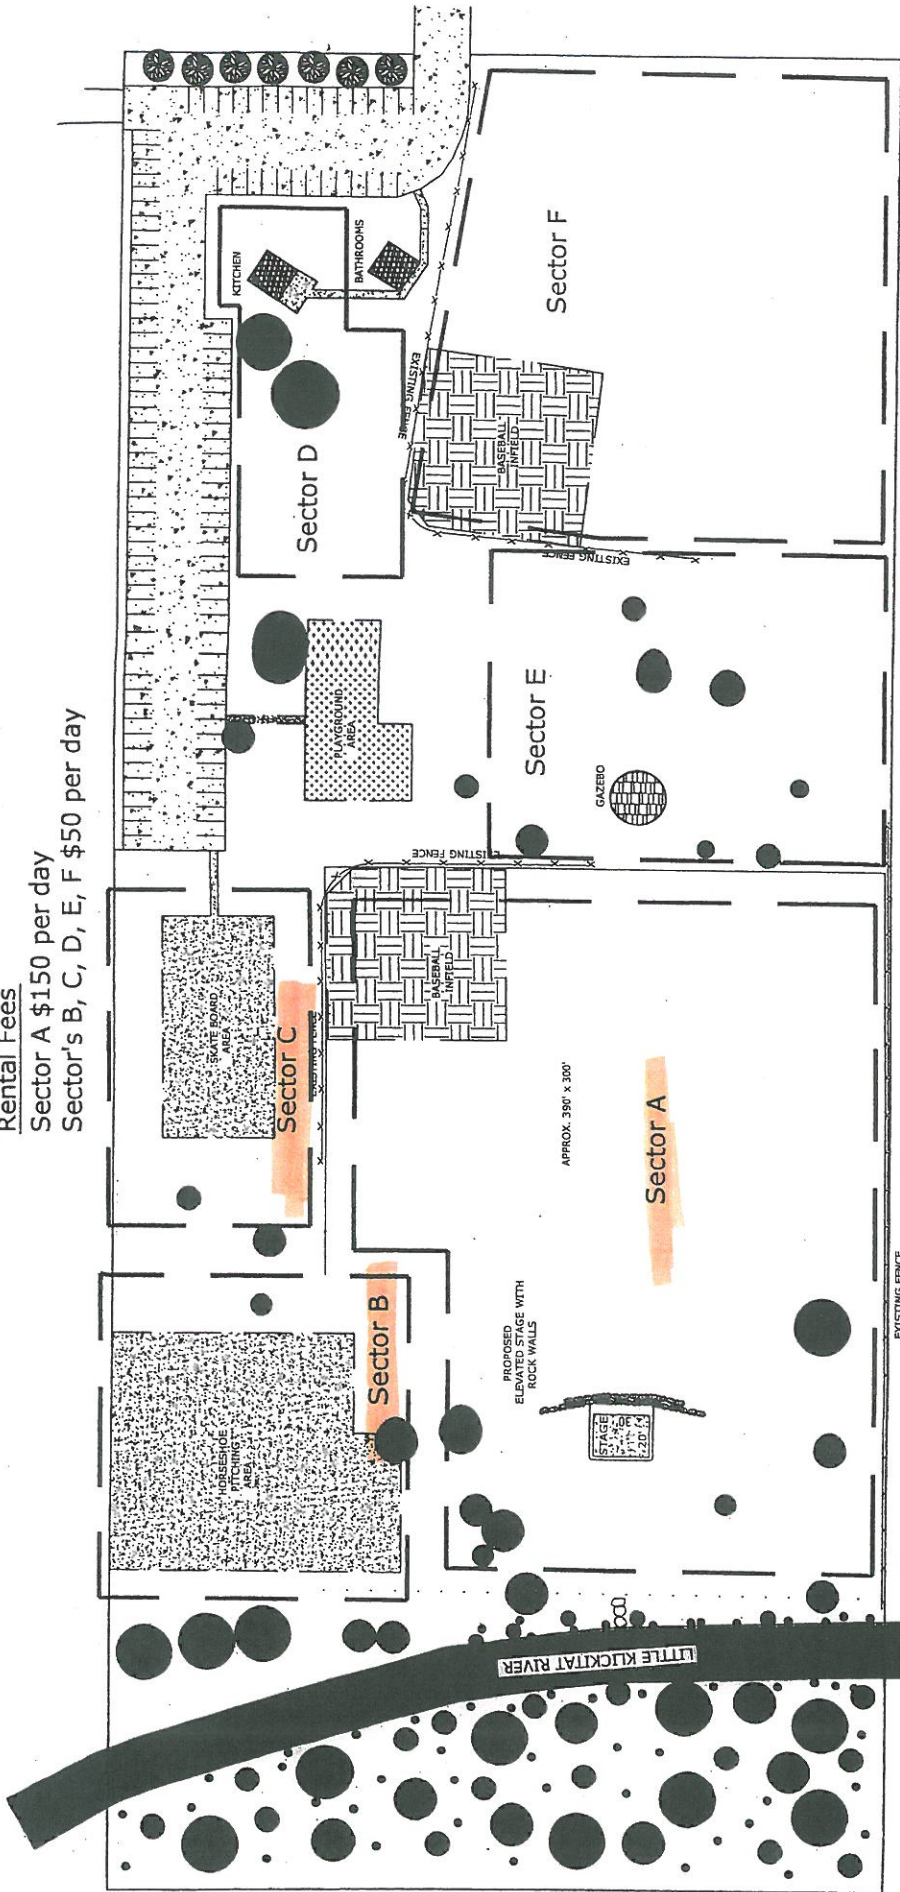 Rental Fees
Sector A $150 per day
Sector's B, C, D, E, F $50 per day
KITCHEN
BATHROOMS
Sector D
EXISTING FENCE
BASEBALL
INFIELD
Sector F
EXISTING FENCE
PLAYGROUND
AREA
Sector E
GAZEBO
EXISTING FENCE
SKATE BOARD
AREA
Sector C
EXISTING FENCE
BASEBALL
INFIELD
APPROX. 390' x 300'
Sector A
HORSESHOE
PITCHING
AREA
Sector B
PROPOSED
ELEVATED STAGE WITH
ROCK WALLS
STAGE
30'
20'
EXISTING FENCE
LITTLE KLICKITAT RIVER